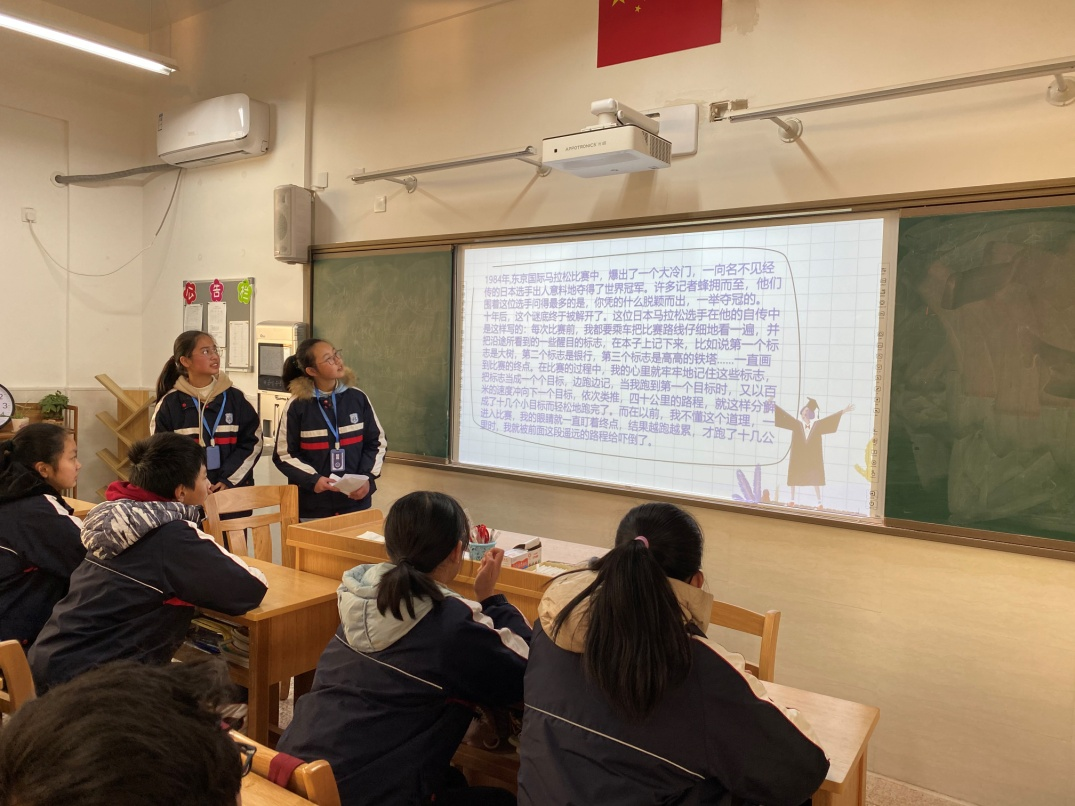 公告栏
APPOTRONICS
1984年,东京国际马拉松比赛中，爆出了一个大冷门，一向名不见经
传的日本选手出人意料地夺得了世界冠军。许多记者蜂拥而至，他们
围着这位选手问得最多的是，你凭的什么脱颖而出，一举夺冠的。
十年后，这个谜底终于被解开了。这位日本马拉松选手在他的自传中
是这样写的：每次比赛前，我都要乘车把比赛路线仔细地看一遍，并
把沿途所看到的一些醒目的标志，在本子上记下来，比如说第一个标
志是大树，第二个标志是银行，第三个标志是高高的铁塔……一直画
到比赛的终点。在比赛的过程中，我的心里就牢牢地记住这些标志，
把标志当成一个个目标，边跑边记，当我跑到第一个目标时，又以百
米的速度冲向下一个目标，依次类推，四十公里的路程，就这样分解
成了十几个小目标而轻松地跑完了。而在以前，我不懂这个道理，一
进入比赛，我的眼睛就一直盯着终点，结果越跑越累，才跑了十几公
里时，我就被前面这段遥远的路程给吓倒了。